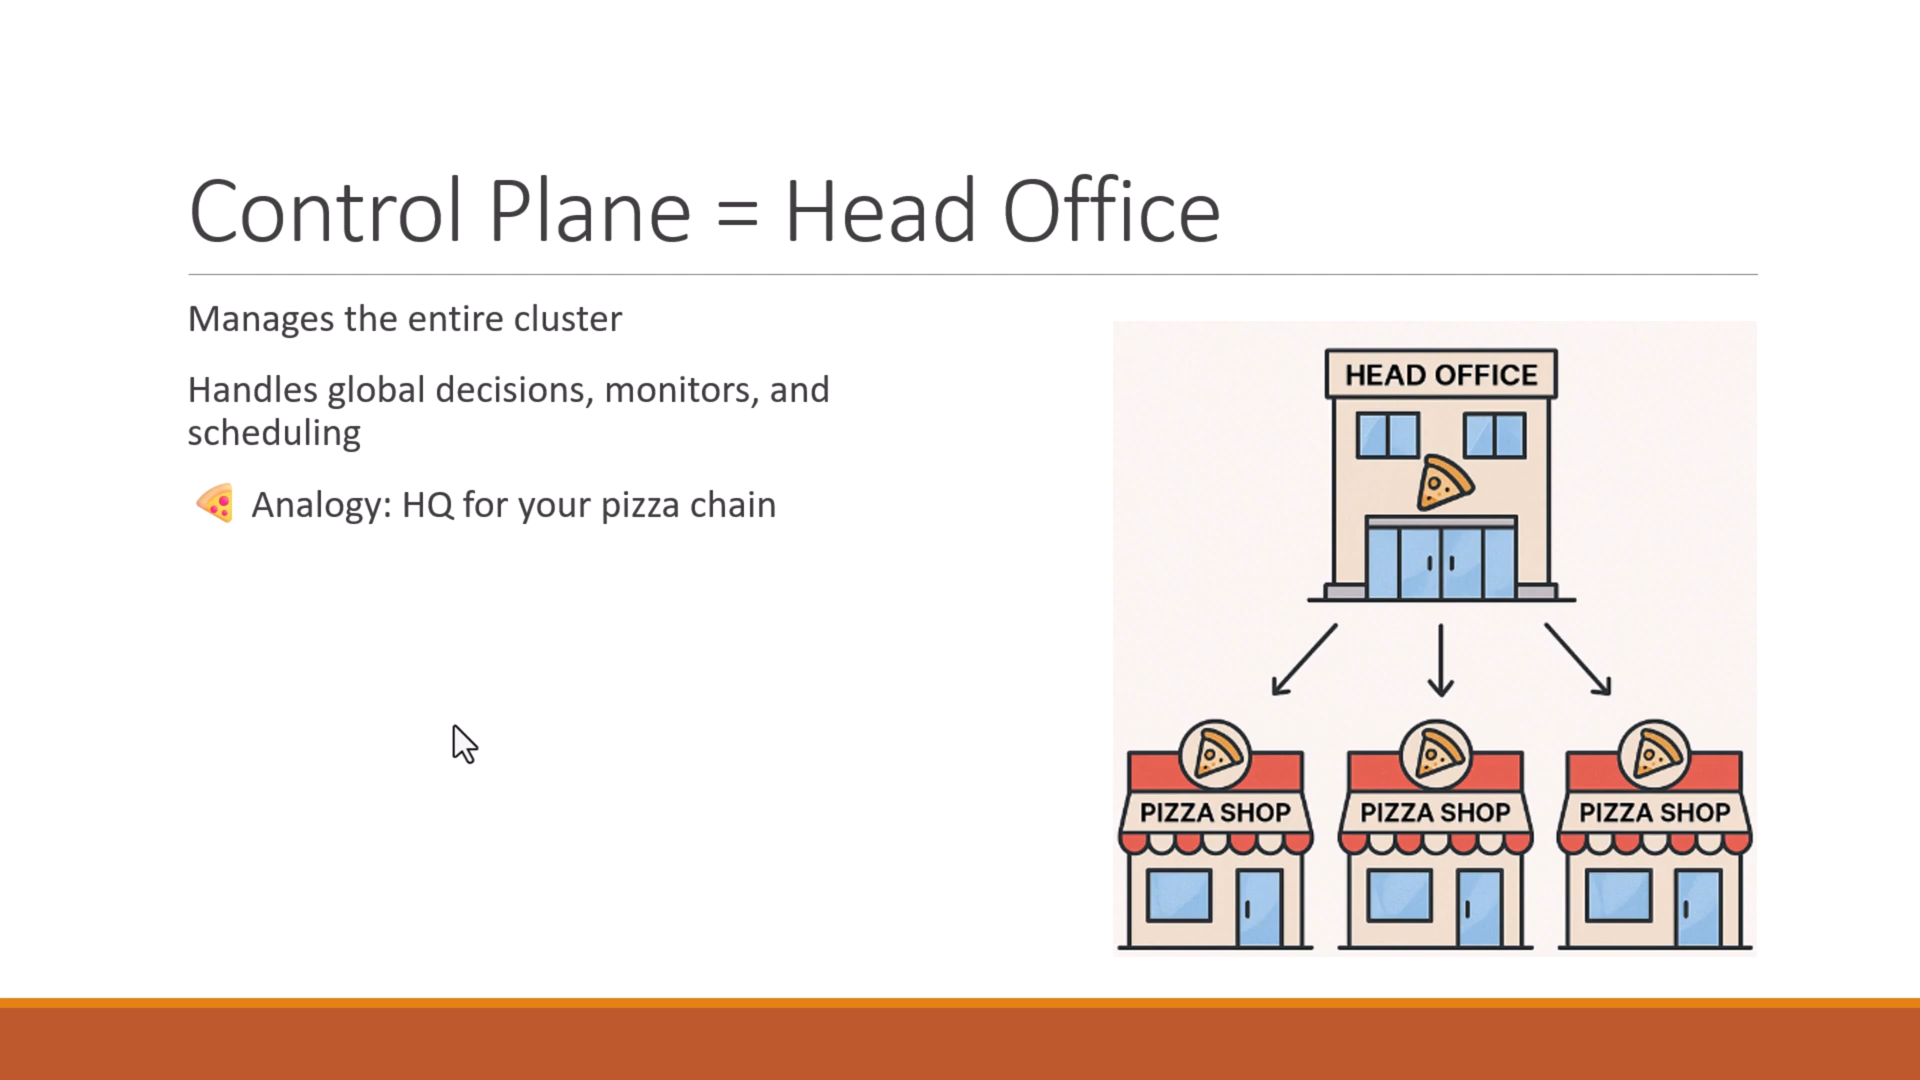 Control Plane = Head Office
Manages the entire cluster
Handles global decisions, monitors, and
scheduling
🍕 Analogy: HQ for your pizza chain
HEAD OFFICE
PIZZA SHOP
PIZZA SHOP
PIZZA SHOP